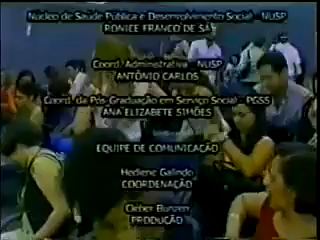 Núcleo de Saúde Pública e Desenvolvimento Social - NUSP
RONICE FRANCO DE SÁ
Coord. Administrativa - NUSP
ANTÔNIO CARLOS
Coord. da Pós-Graduação em Serviço Social - PGSS
ANA ELIZABETE SIMÕES
EQUIPE DE COMUNICAÇÃO
Hediene Galindo
COORDENAÇÃO
Cléber Bunzen
PRODUÇÃO